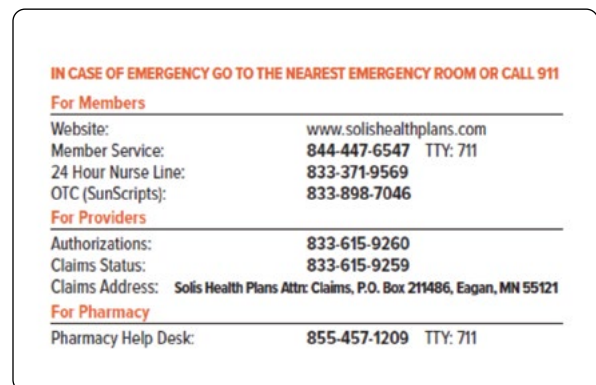 IN CASE OF EMERGENCY GO TO THE NEAREST EMERGENCY ROOM OR CALL 911
For Members
Website: www.solishealthplans.com
Member Service: 844-447-6547 TTY: 711
24 Hour Nurse Line: 833-371-9569
OTC (SunScripts): 833-898-7046
For Providers
Authorizations: 833-615-9260
Claims Status: 833-615-9259
Claims Address: Solis Health Plans Attn: Claims, P.O. Box 211486, Eagan, MN 55121
For Pharmacy
Pharmacy Help Desk: 855-457-1209 TTY: 711